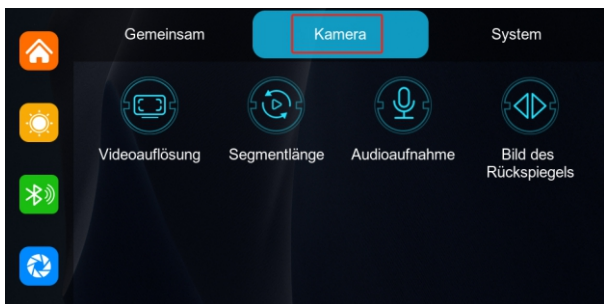 Gemeinsam
Kamera
System
Videoauflösung
Segmentlänge
Audioaufnahme
Bild des
Rückspiegels